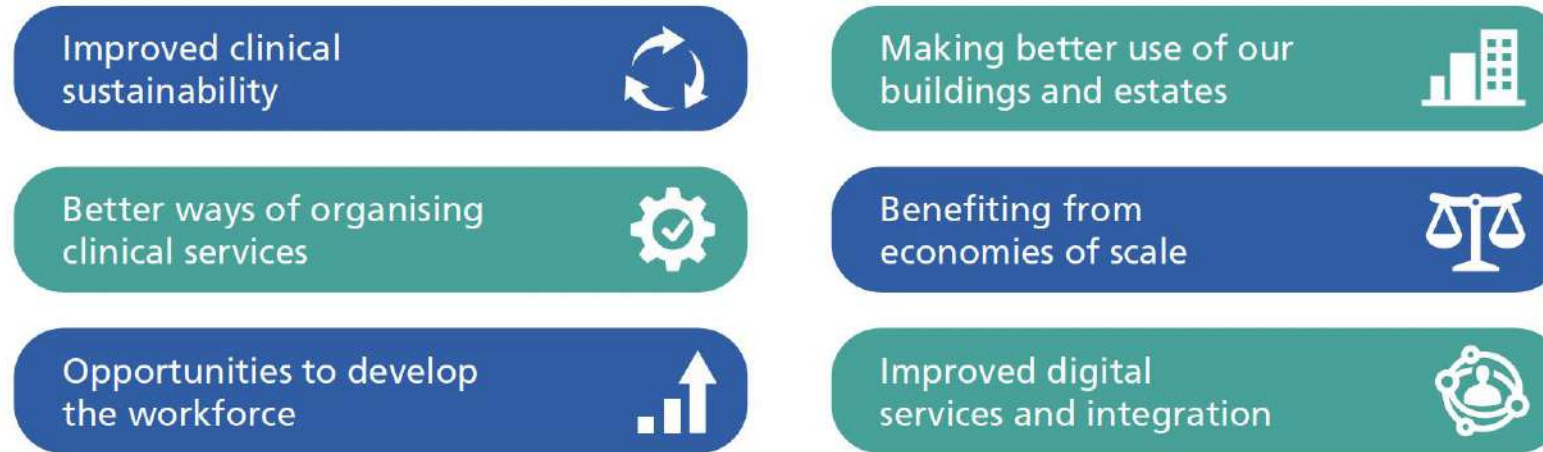 Improved clinical
sustainability
Better ways of organising
clinical services
Opportunities to develop
the workforce
Making better use of our
buildings and estates
Benefiting from
economies of scale
Improved digital
services and integration